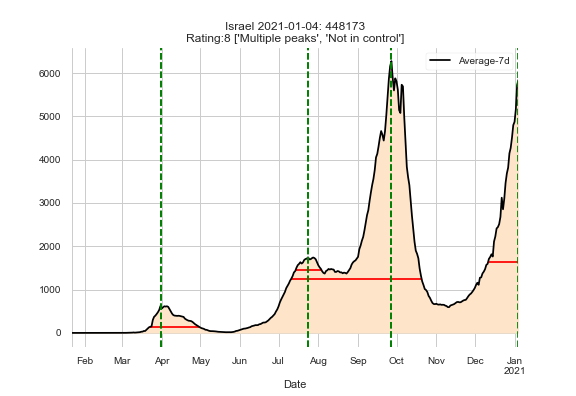 Israel 2021-01-04: 448173
Rating:8 ['Multiple peaks', 'Not in control']
Average-7d
6000
5000
4000
3000
2000
1000
0
Feb Mar Apr May Jun Jul Aug Sep Oct Nov Dec Jan
2021
Date